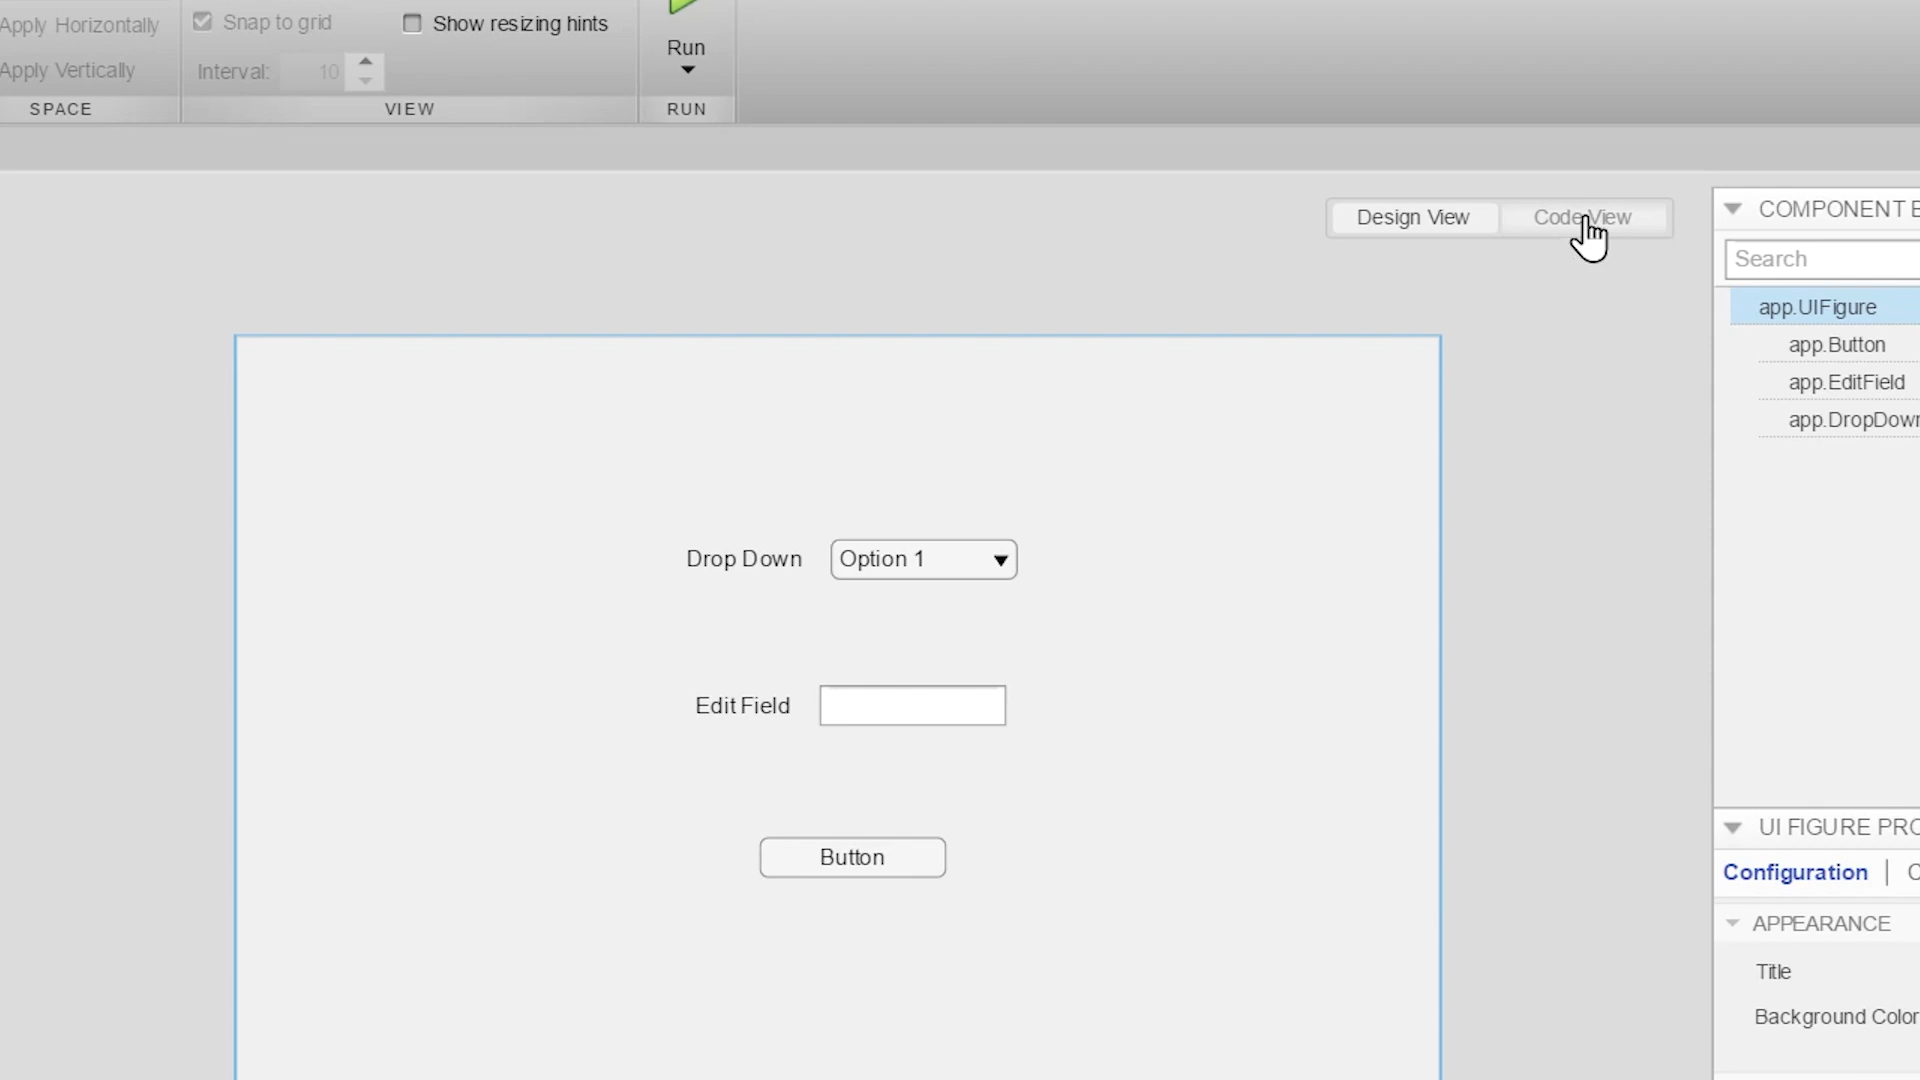 Apply Horizontally
Snap to grid
Show resizing hints
Run
Apply Vertically
Interval: 10
SPACE
VIEW
RUN
Design View
Code View
COMPONENT
Search
app.UIFigure
app.Button
app.EditField
app.DropDown
Drop Down
Option 1
Edit Field
Button
UI FIGURE
Configuration
APPEARANCE
Title
Background Color